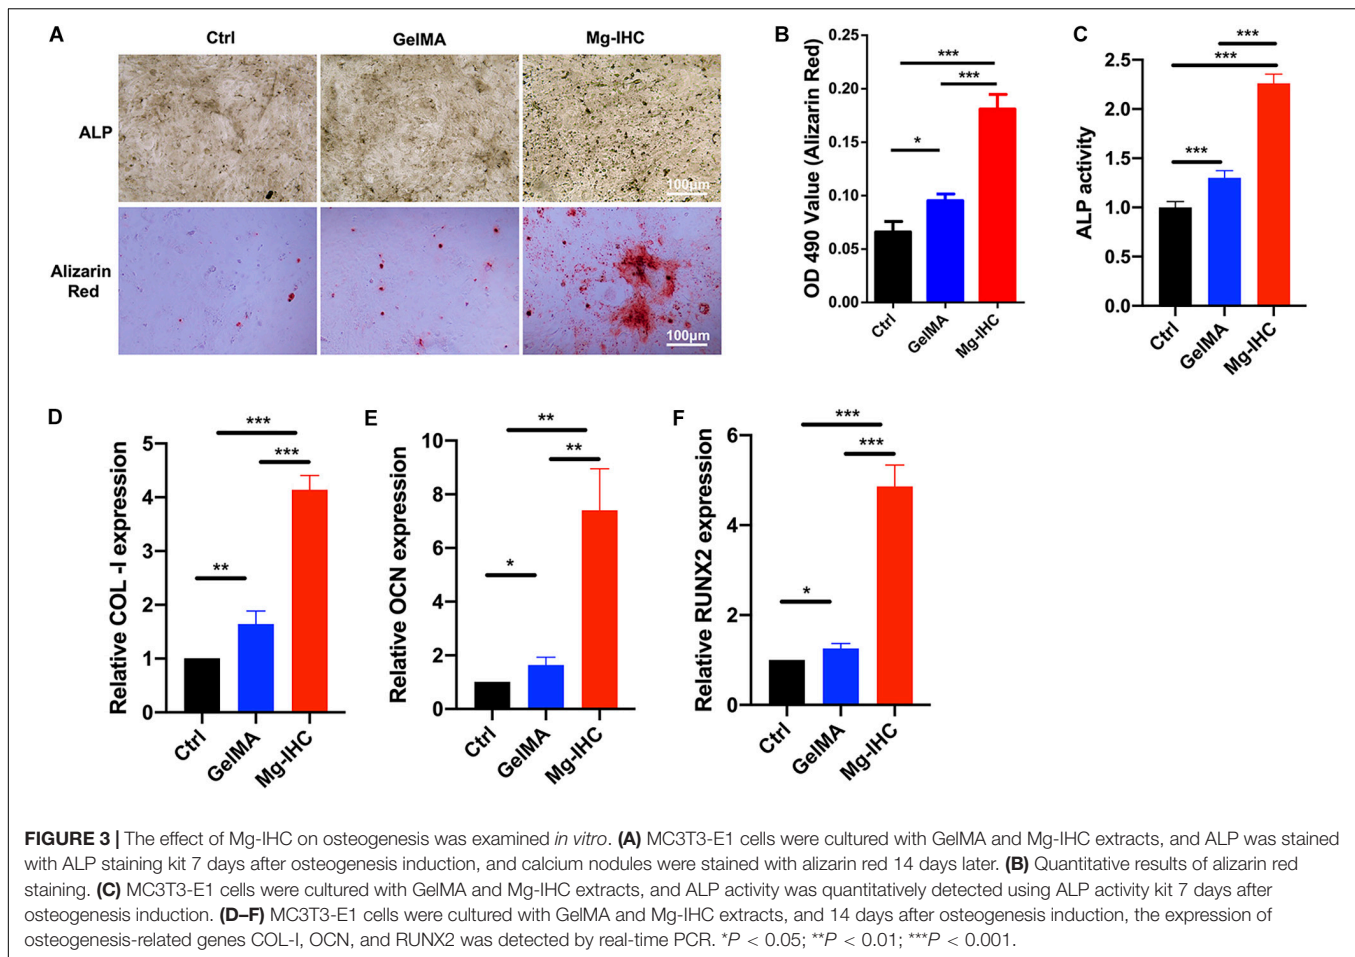 A
Ctrl
GelMA
Mg-IHC
ALP
100µm
Alizarin
Red
100µm
B
OD 490 Value (Alizarin Red)
0.25
0.20
0.15
0.10
0.05
0.00
***
***
*
Ctrl
GelMA
Mg-IHC
C
ALP activity
2.5
2.0
1.5
1.0
0.5
0.0
***
***
***
Ctrl
GelMA
Mg-IHC
D
Relative COL -I expression
5
4
3
2
1
0
***
***
**
Ctrl
GelMA
Mg-IHC
E
Relative OCN expression
10
8
6
4
2
0
**
**
*
Ctrl
GelMA
Mg-IHC
F
Relative RUNX2 expression
6
4
2
0
***
***
*
Ctrl
GelMA
Mg-IHC
FIGURE 3 | The effect of Mg-IHC on osteogenesis was examined in vitro. (A) MC3T3-E1 cells were cultured with GelMA and Mg-IHC extracts, and ALP was stained
with ALP staining kit 7 days after osteogenesis induction, and calcium nodules were stained with alizarin red 14 days later. (B) Quantitative results of alizarin red
staining. (C) MC3T3-E1 cells were cultured with GelMA and Mg-IHC extracts, and ALP activity was quantitatively detected using ALP activity kit 7 days after
osteogenesis induction. (D–F) MC3T3-E1 cells were cultured with GelMA and Mg-IHC extracts, and 14 days after osteogenesis induction, the expression of
osteogenesis-related genes COL-I, OCN, and RUNX2 was detected by real-time PCR. *P < 0.05; **P < 0.01; ***P < 0.001.